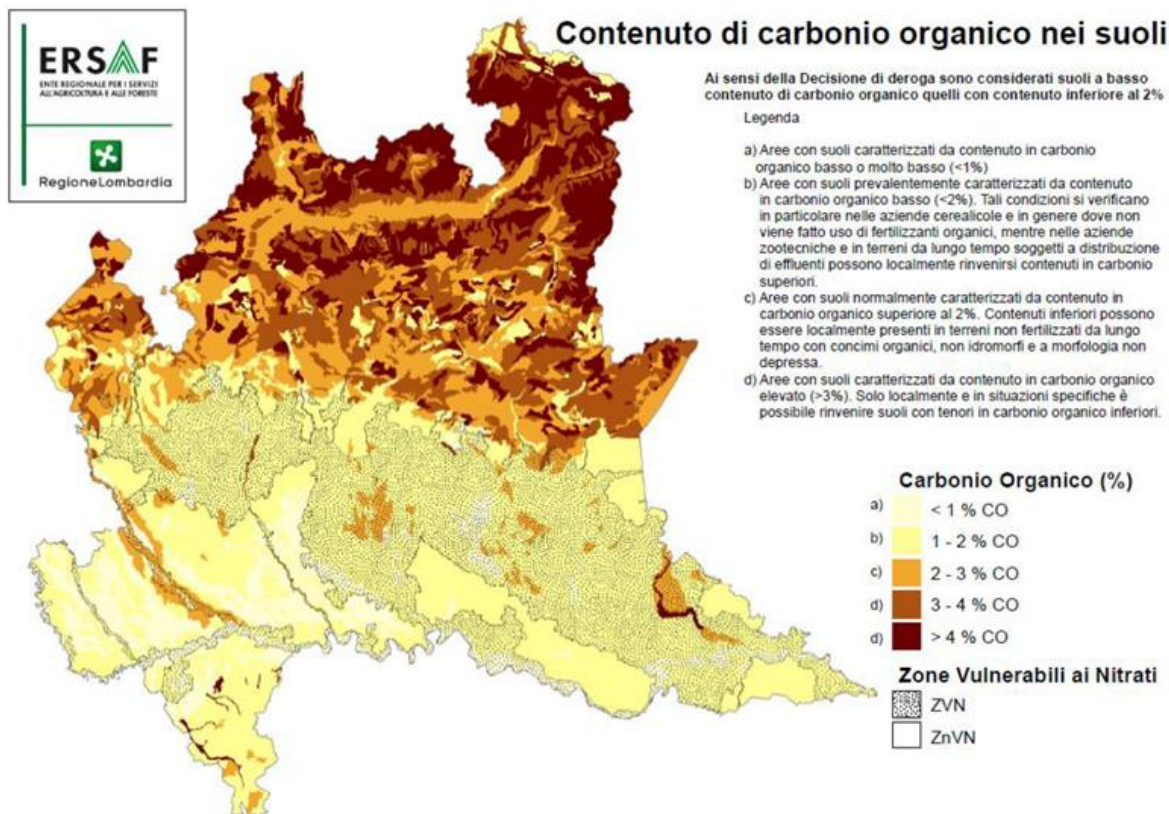 ERSAF
ENTE REGIONALE PER I SERVIZI
ALL'AGRICOLTURA E ALLE FORESTE
RegioneLombardia
Contenuto di carbonio organico nei suoli
Ai sensi della Decisione di deroga sono considerati suoli a basso
contenuto di carbonio organico quelli con contenuto inferiore al 2%
Legenda
a) Aree con suoli caratterizzati da contenuto in carbonio
organico basso o molto basso (<1%)
b) Aree con suoli prevalentemente caratterizzati da contenuto
in carbonio organico basso (<2%). Tali condizioni si verificano
in particolare nelle aziende cerealicole e in genere dove non
viene fatto uso di fertilizzanti organici, mentre nelle aziende
zootecniche e in terreni da lungo tempo soggetti a distribuzione
di effluenti possono localmente rinvenirsi contenuti in carbonio
superiori.
c) Aree con suoli normalmente caratterizzati da contenuto in
carbonio organico superiore al 2%. Contenuti inferiori possono
essere localmente presenti in terreni non fertilizzati da lungo
tempo con concimi organici, non idromorfi e a morfologia non
depressa.
d) Aree con suoli caratterizzati da contenuto in carbonio organico
elevato (>3%). Solo localmente e in situazioni specifiche è
possibile rinvenire suoli con tenori in carbonio organico inferiori.
Carbonio Organico (%)
a) < 1 % CO
b) 1 - 2 % CO
c) 2 - 3 % CO
d) 3 - 4 % CO
d) > 4 % CO
Zone Vulnerabili ai Nitrati
ZVN
ZnVN